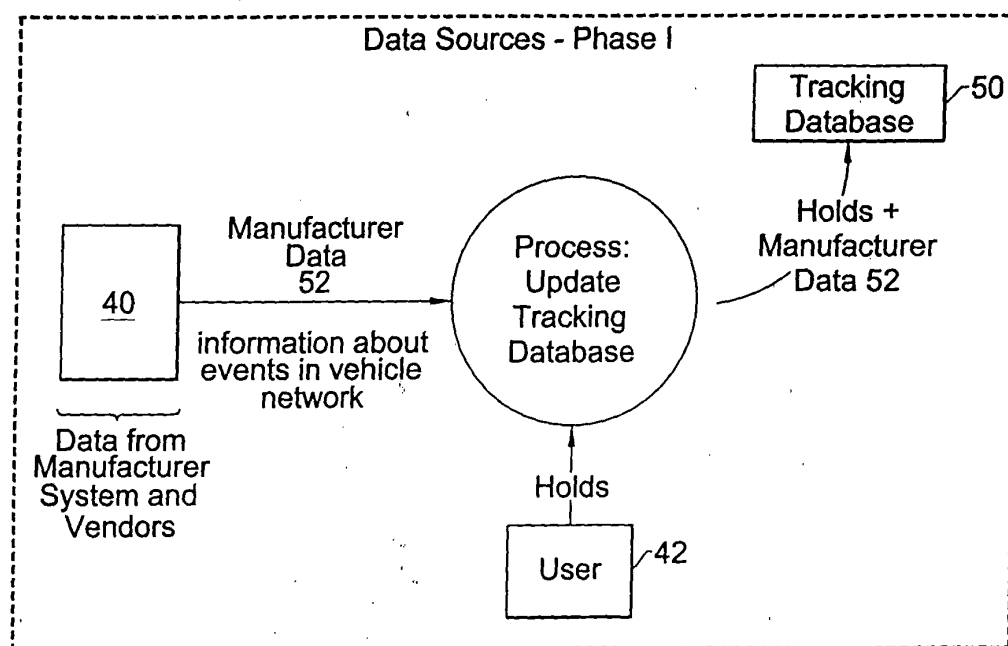 Data Sources - Phase I
Tracking
Database
50
Holds +
Manufacturer
Data 52
Manufacturer
Data
52
40
information about
events in vehicle
network
Process:
Update
Tracking
Database
Data from
Manufacturer
System and
Vendors
Holds
User
42